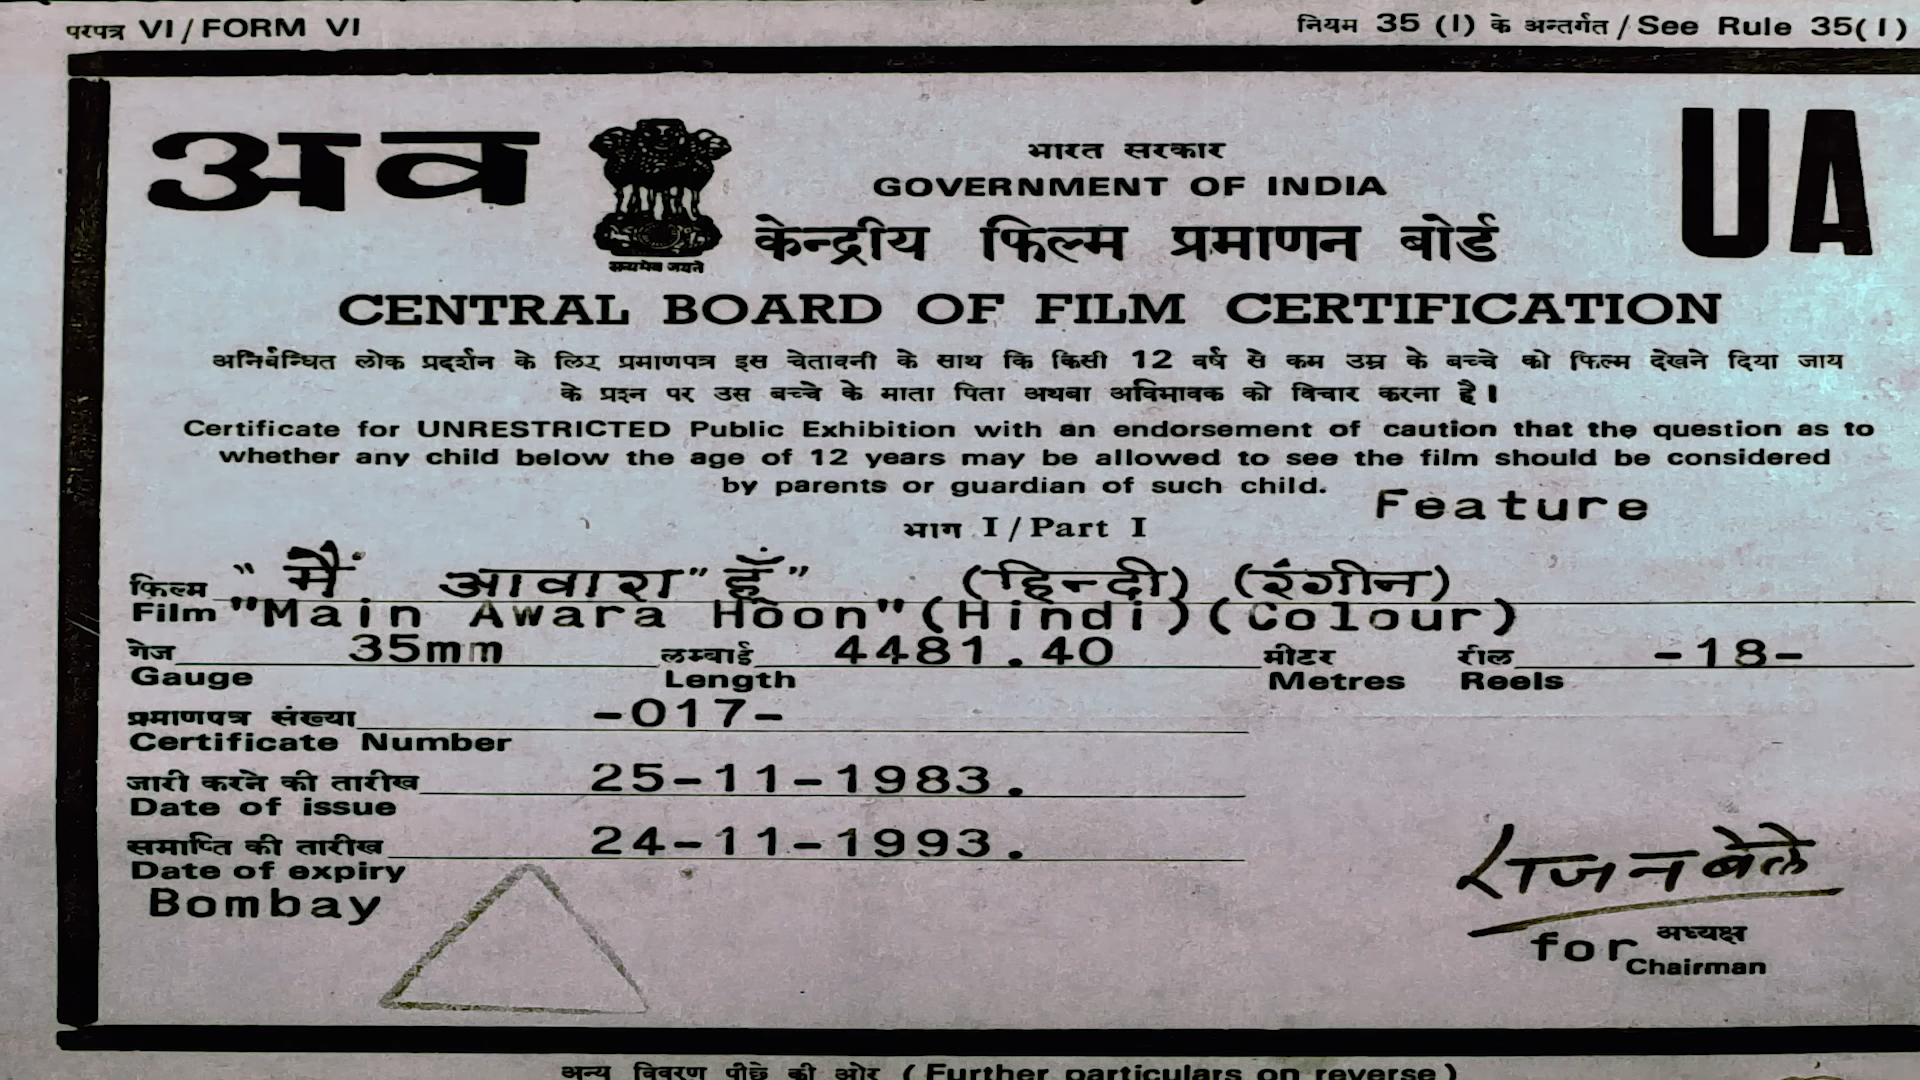 परपत्र VI / FORM VI
नियम 35 (I) के अन्तर्गत / See Rule 35(I)
अव
UA
भारत सरकार
GOVERNMENT OF INDIA
केन्द्रीय फिल्म प्रमाणन बोर्ड
सत्यमेव जयते
CENTRAL BOARD OF FILM CERTIFICATION
अनिर्बन्धित लोक प्रदर्शन के लिए प्रमाणपत्र इस चेतावनी के साथ कि किसी 12 वर्ष से कम उम्र के बच्चे को फिल्म देखने दिया जाय
के प्रश्न पर उस बच्चे के माता पिता अथबा अविमावक को विचार करना है।
Certificate for UNRESTRICTED Public Exhibition with an endorsement of caution that the question as to
whether any child below the age of 12 years may be allowed to see the film should be considered
by parents or guardian of such child.
Feature
भाग I / Part I
फिल्म "मैं आवारा" हूँ" (हिन्दी) (रंगीन)
Film "Main Awara Hoon" (Hindi) (Colour)
गेज 35mm लम्बाई 4481.40 मीटर रील -18-
Gauge Length Metres Reels
प्रमाणपत्र संख्या -017-
Certificate Number
जारी करने की तारीख 25-11-1983.
Date of issue
समाप्ति की तारीख 24-11-1993.
Date of expiry
Bombay
राजन बेले
for अध्यक्ष
Chairman
अन्य विवरण पीछे की ओर (Further particulars on reverse)